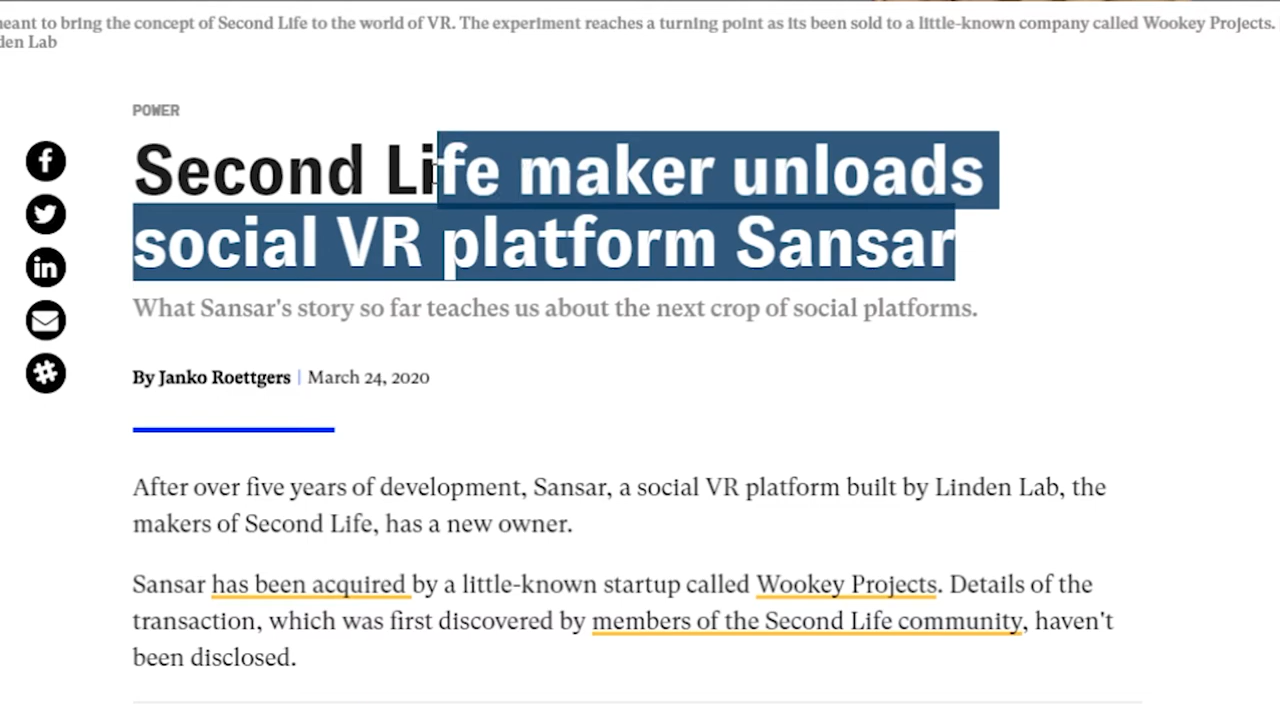 eant to bring the concept of Second Life to the world of VR. The experiment reaches a turning point as its been sold to a little-known company called Wookey Projects.
den Lab
POWER
Second Life maker unloads
social VR platform Sansar
What Sansar's story so far teaches us about the next crop of social platforms.
By Janko Roettgers | March 24, 2020
After over five years of development, Sansar, a social VR platform built by Linden Lab, the
makers of Second Life, has a new owner.
Sansar has been acquired by a little-known startup called Wookey Projects. Details of the
transaction, which was first discovered by members of the Second Life community, haven't
been disclosed.